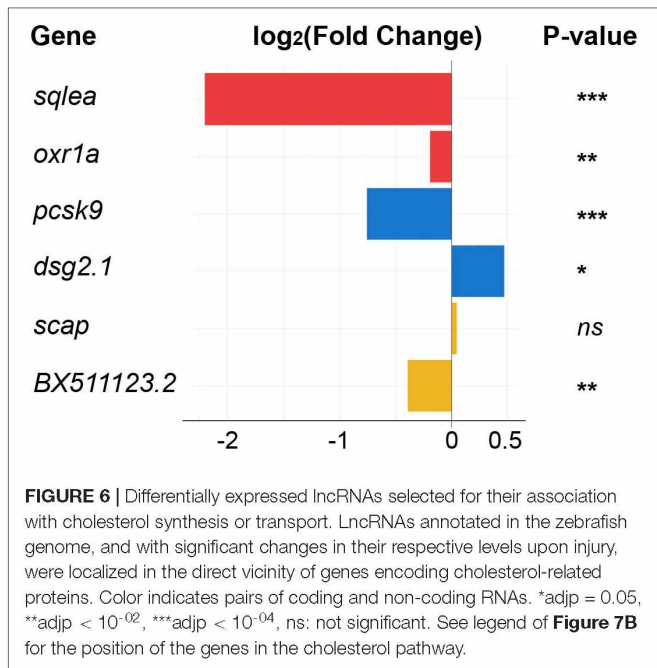 Gene log₂(Fold Change) P-value
sqlea ***
oxr1a **
pcsk9 ***
dsg2.1 *
scap ns
BX511123.2 **
-2 -1 0 0.5
FIGURE 6 | Differentially expressed lncRNAs selected for their association
with cholesterol synthesis or transport. LncRNAs annotated in the zebrafish
genome, and with significant changes in their respective levels upon injury,
were localized in the direct vicinity of genes encoding cholesterol-related
proteins. Color indicates pairs of coding and non-coding RNAs. *adjp = 0.05,
**adjp < 10⁻⁰², ***adjp < 10⁻⁰⁴, ns: not significant. See legend of Figure 7B
for the position of the genes in the cholesterol pathway.